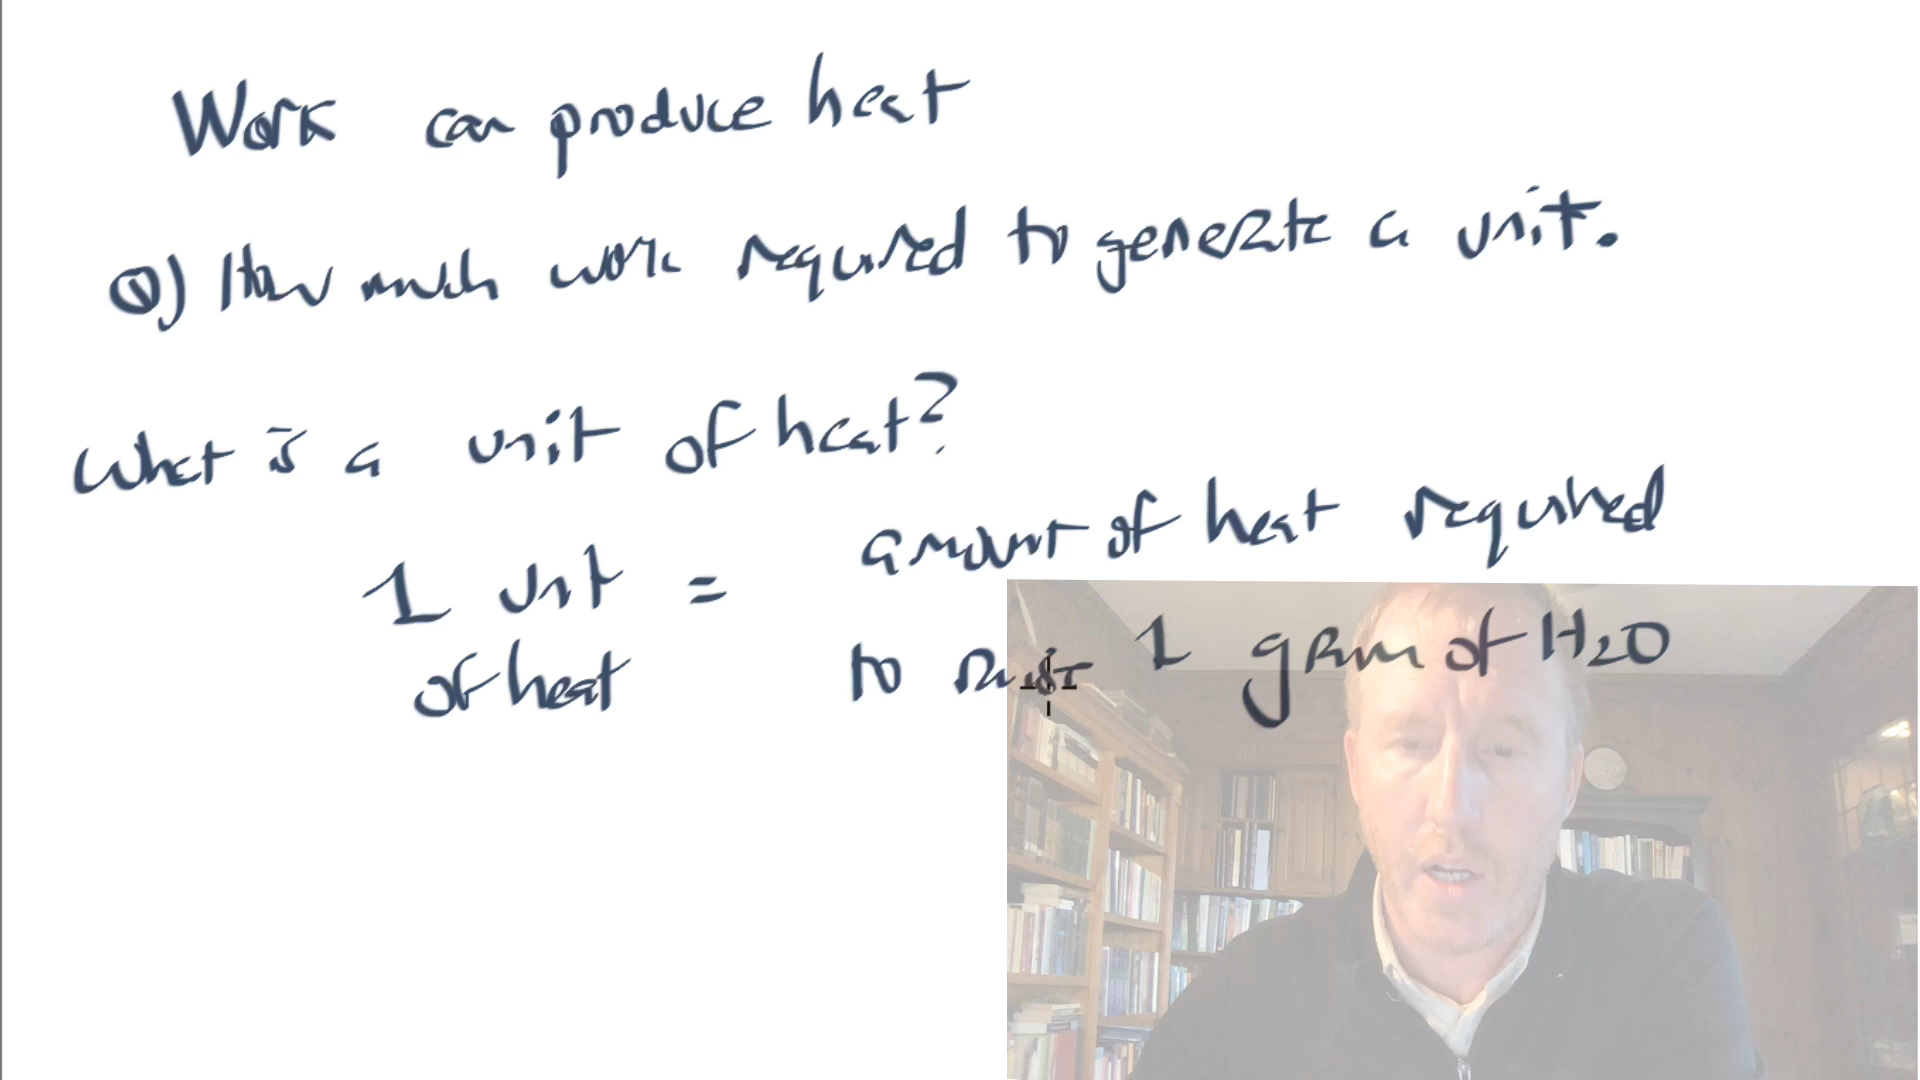 Work can produce heat
Q) How much work required to generate a unit.
What is a unit of heat?
1 unit = amount of heat required
of heat to raise 1 gram of H2O